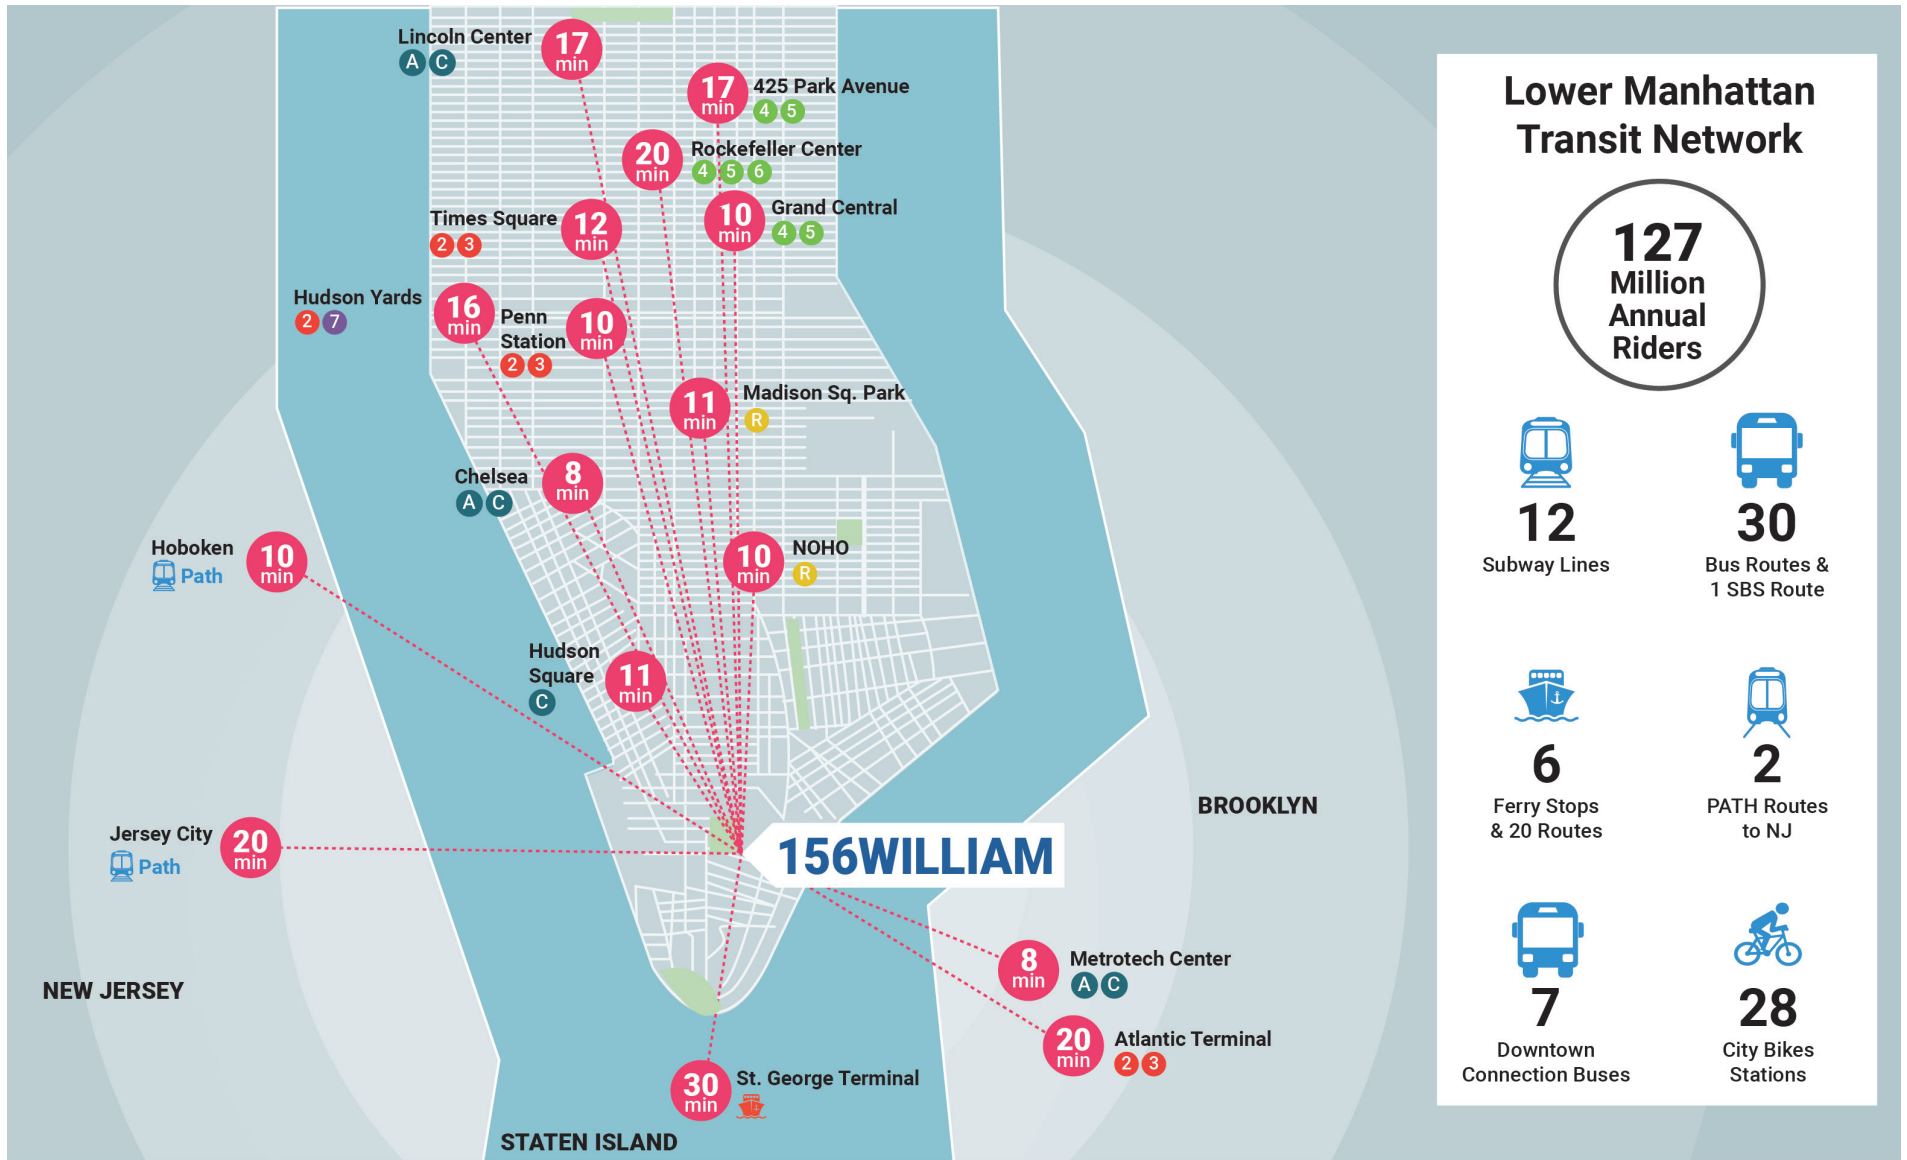 Lincoln Center
A C
17
min
17
min
425 Park Avenue
4 5
20
min
Rockefeller Center
4 5 6
Times Square
2 3
12
min
10
min
Grand Central
4 5
Hudson Yards
2 7
16
min
Penn
Station
2 3
10
min
11
min
Madison Sq. Park
R
Chelsea
A C
8
min
Hoboken
Path
10
min
10
min
NOHO
R
Hudson
Square
C
11
min
Jersey City
Path
20
min
156WILLIAM
BROOKLYN
NEW JERSEY
8
min
Metrotech Center
A C
20
min
Atlantic Terminal
2 3
30
min
St. George Terminal
STATEN ISLAND
Lower Manhattan
Transit Network
127
Million
Annual
Riders
12
Subway Lines
30
Bus Routes &
1 SBS Route
6
Ferry Stops
& 20 Routes
2
PATH Routes
to NJ
7
Downtown
Connection Buses
28
City Bikes
Stations